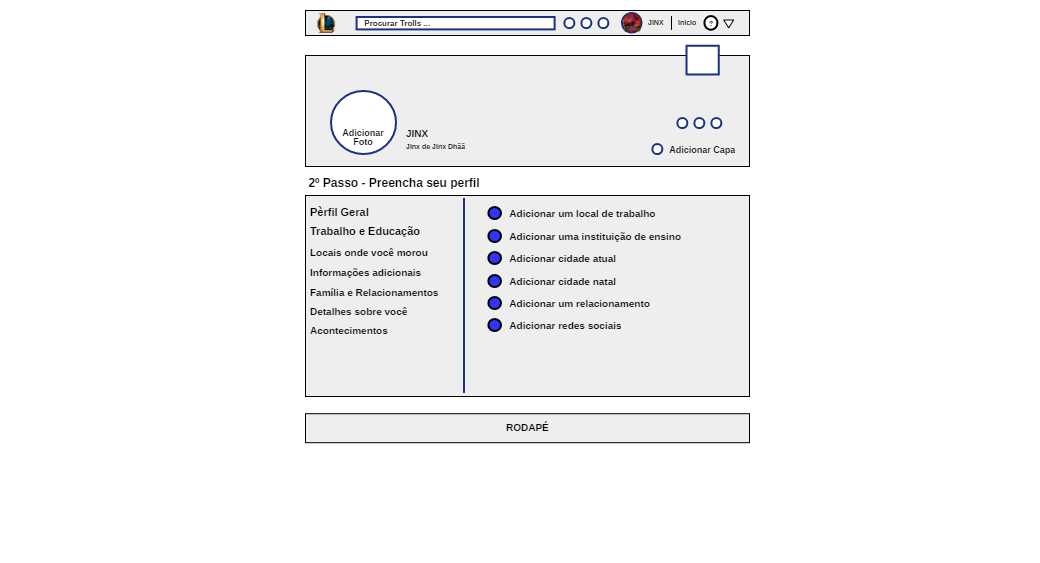 Procurar Trolls ...
JINX
Inicio
?
Adicionar
Foto
JINX
Jinx de Jinx Dhãã
Adicionar Capa
2º Passo - Preencha seu perfil
Pèrfil Geral
Trabalho e Educação
Locais onde você morou
Informações adicionais
Família e Relacionamentos
Detalhes sobre você
Acontecimentos
Adicionar um local de trabalho
Adicionar uma instituição de ensino
Adicionar cidade atual
Adicionar cidade natal
Adicionar um relacionamento
Adicionar redes sociais
RODAPÉ